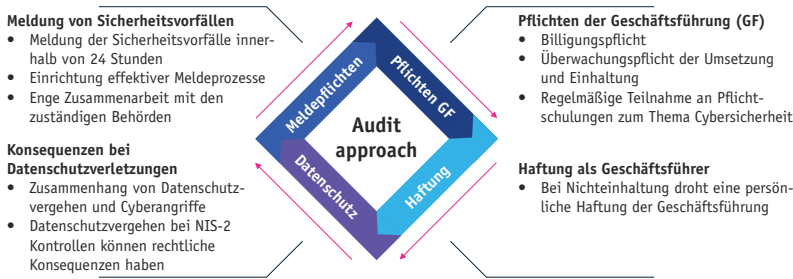 Meldung von Sicherheitsvorfällen
• Meldung der Sicherheitsvorfälle inner-
halb von 24 Stunden
• Einrichtung effektiver Meldeprozesse
• Enge Zusammenarbeit mit den
zuständigen Behörden
Konsequenzen bei
Datenschutzverletzungen
• Zusammenhang von Datenschutz-
vergehen und Cyberangriffe
• Datenschutzvergehen bei NIS-2
Kontrollen können rechtliche
Konsequenzen haben
Meldepflichten
Pflichten GF
Audit
approach
Datenschutz
Haftung
Pflichten der Geschäftsführung (GF)
• Billigungspflicht
• Überwachungspflicht der Umsetzung
und Einhaltung
• Regelmäßige Teilnahme an Pflicht-
schulungen zum Thema Cybersicherheit
Haftung als Geschäftsführer
• Bei Nichteinhaltung droht eine persön-
liche Haftung der Geschäftsführung